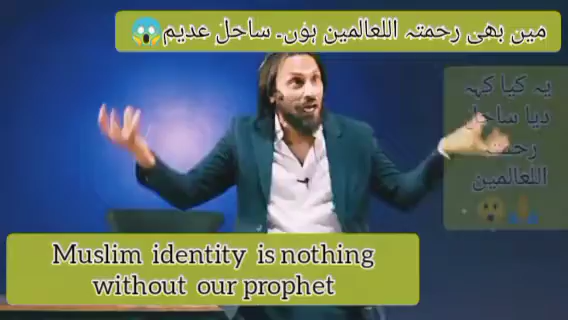 میں بھی رحمتہ اللعالمین ہوں۔ ساحل عدیم😱
یہ کیا کہہ
دیا ساحل
رحمتہ
اللعالمین
Muslim identity is nothing
without our prophet